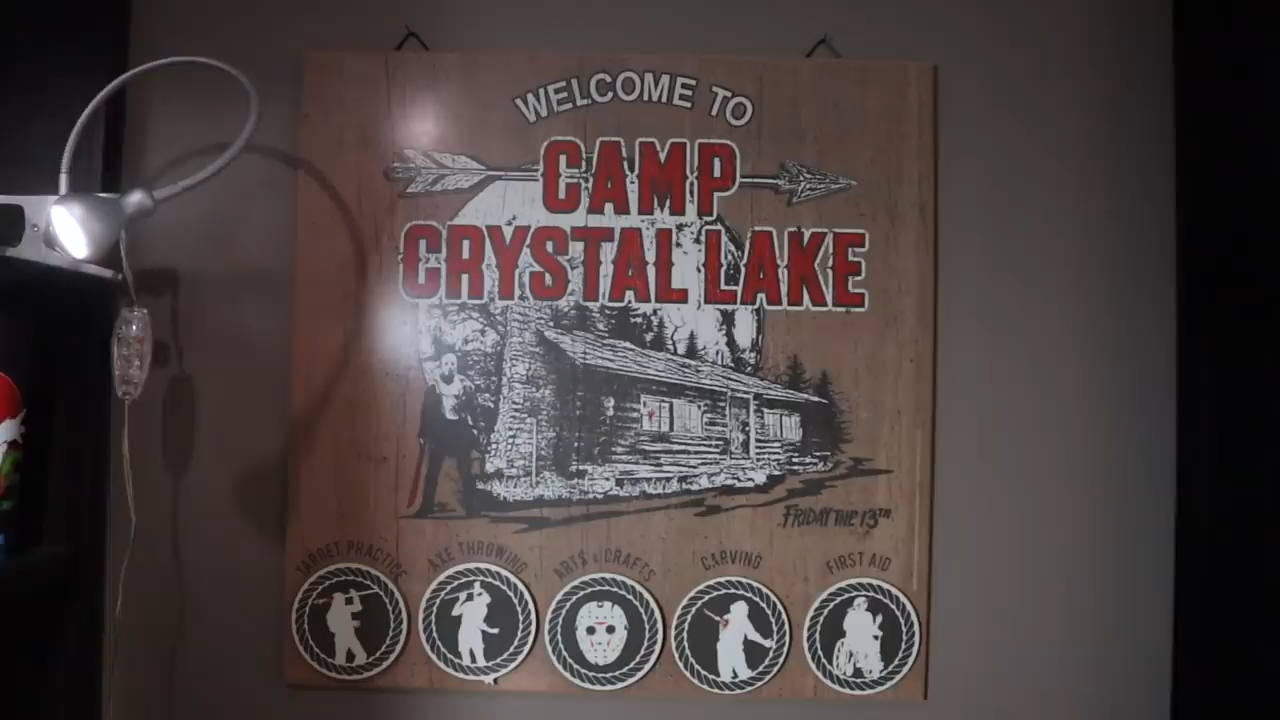 WELCOME TO
CAMP
CRYSTAL LAKE
FRIDAY THE 13TH
TARGET PRACTICE
AXE THROWING
ARTS & CRAFTS
CARVING
FIRST AID